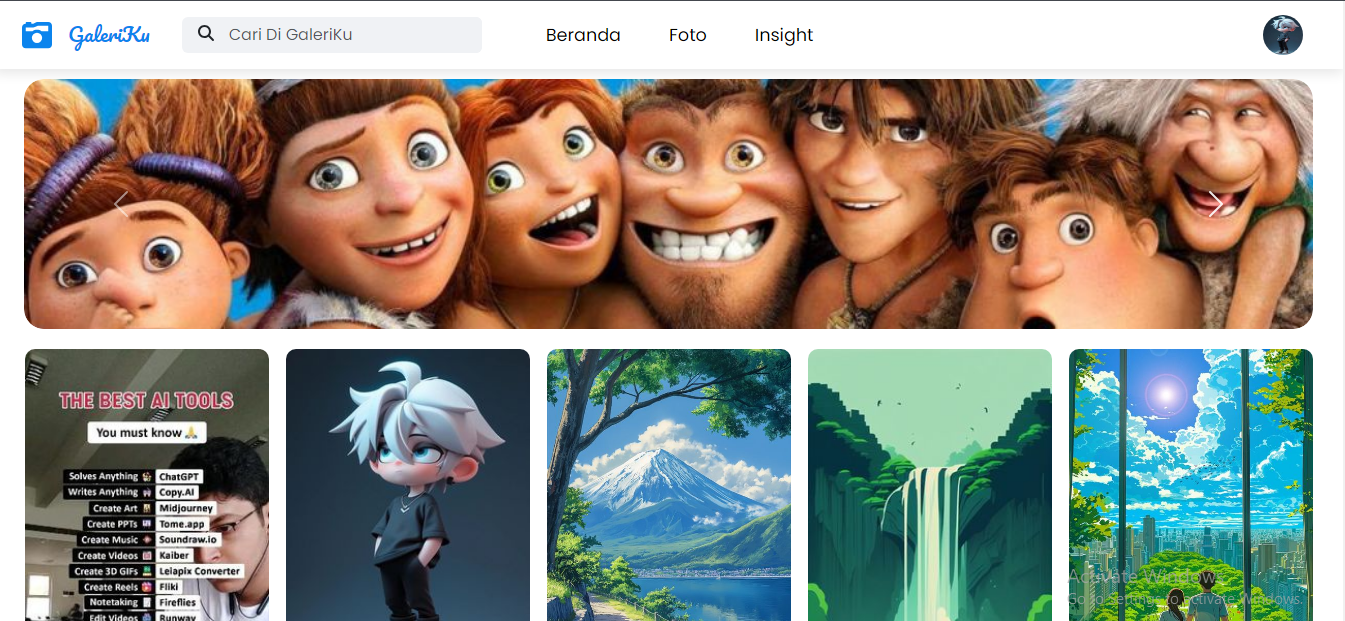 GaleriKu
Cari Di GaleriKu
Beranda
Foto
Insight
THE BEST AI TOOLS
You must know 🙏
Solves Anything ChatGPT
Writes Anything Copy.AI
Create Art Midjourney
Create PPTs Tome.app
Create Music Soundraw.io
Create Videos Kaiber
Create 3D GIFs Lelapix Converter
Create Reels Fliki
Notetaking Fireflies
Edit Videos Runway
Activate Windows
Go to Settings to activate Windows.